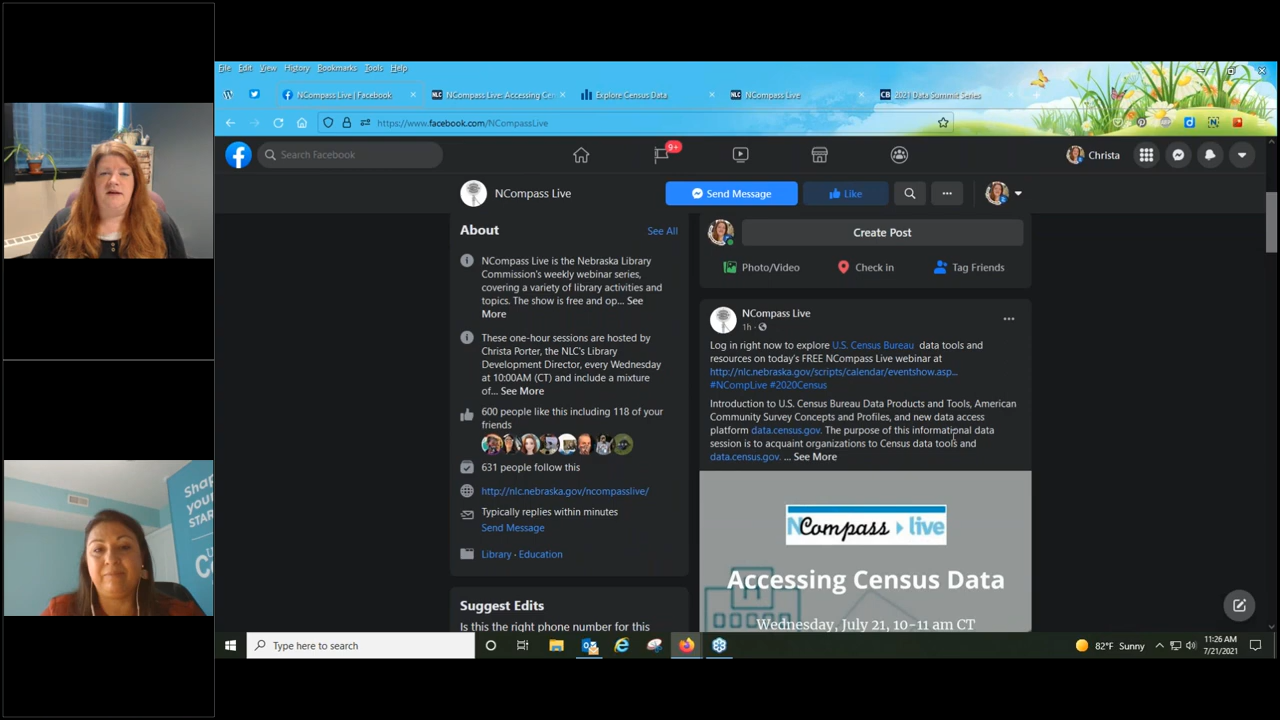 Shap
your
STAR
U
Ce
File Edit View History Bookmarks Tools Help
NCompass Live | Facebook
NLC NCompass Live: Accessing Cen
Explore Census Data
NLC NCompass Live
CB 2021 Data Summit Series
https://www.facebook.com/NCompassLive
Search Facebook
9+
Christa
NCompass Live
Send Message
Like
About
See All
NCompass Live is the Nebraska Library
Commission's weekly webinar series,
covering a variety of library activities and
topics. The show is free and op... See
More
These one-hour sessions are hosted by
Christa Porter, the NLC's Library
Development Director, every Wednesday
at 10:00AM (CT) and include a mixture
of... See More
600 people like this including 118 of your
friends
631 people follow this
http://nlc.nebraska.gov/ncompasslive/
Typically replies within minutes
Send Message
Library · Education
Suggest Edits
Is this the right phone number for this
Create Post
Photo/Video
Check in
Tag Friends
NCompass Live
1h ·
Log in right now to explore U.S. Census Bureau data tools and
resources on today's FREE NCompass Live webinar at
http://nlc.nebraska.gov/scripts/calendar/eventshow.asp...
#NCompLive #2020Census
Introduction to U.S. Census Bureau Data Products and Tools, American
Community Survey Concepts and Profiles, and new data access
platform data.census.gov. The purpose of this informational data
session is to acquaint organizations to Census data tools and
data.census.gov. ... See More
NCompass live
Accessing Census Data
Wednesday, July 21, 10-11 am CT
Type here to search
82°F Sunny
11:26 AM
7/21/2021